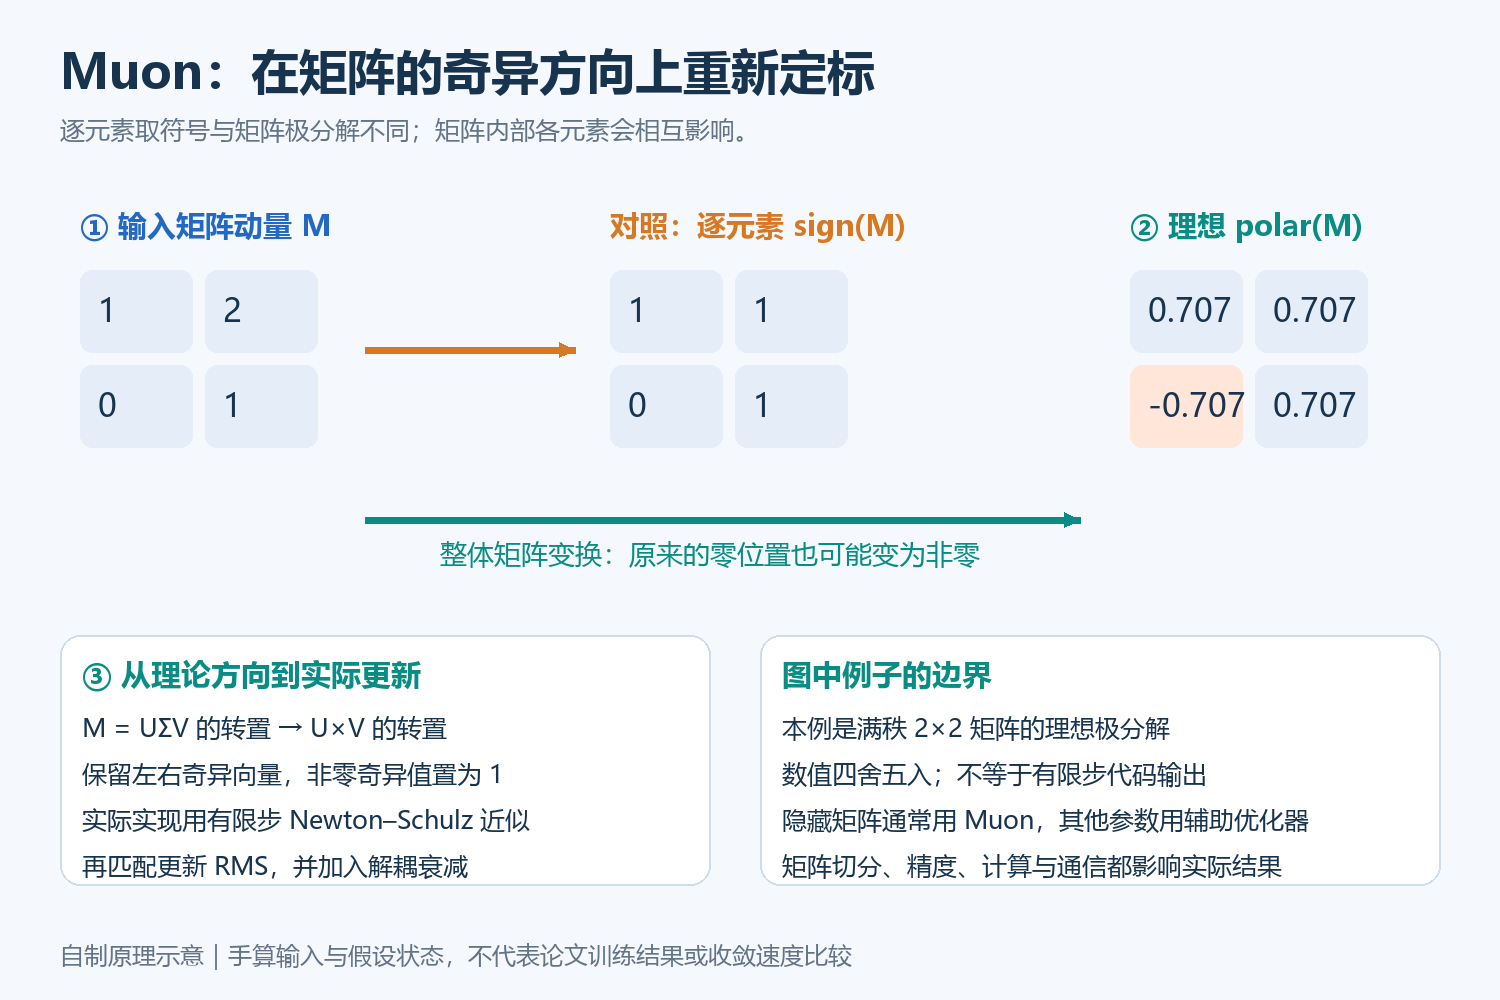 Muon：在矩阵的奇异方向上重新定标
逐元素取符号与矩阵极分解不同；矩阵内部各元素会相互影响。
① 输入矩阵动量 M
1 2
0 1
对照：逐元素 sign(M)
1 1
0 1
② 理想 polar(M)
0.707 0.707
-0.707 0.707
整体矩阵变换：原来的零位置也可能变为非零
③ 从理论方向到实际更新
M = UΣV 的转置 → U×V 的转置
保留左右奇异向量，非零奇异值置为 1
实际实现用有限步 Newton–Schulz 近似
再匹配更新 RMS，并加入解耦衰减
图中例子的边界
本例是满秩 2×2 矩阵的理想极分解
数值四舍五入；不等于有限步代码输出
隐藏矩阵通常用 Muon，其他参数用辅助优化器
矩阵切分、精度、计算与通信都影响实际结果
自制原理示意｜手算输入与假设状态，不代表论文训练结果或收敛速度比较